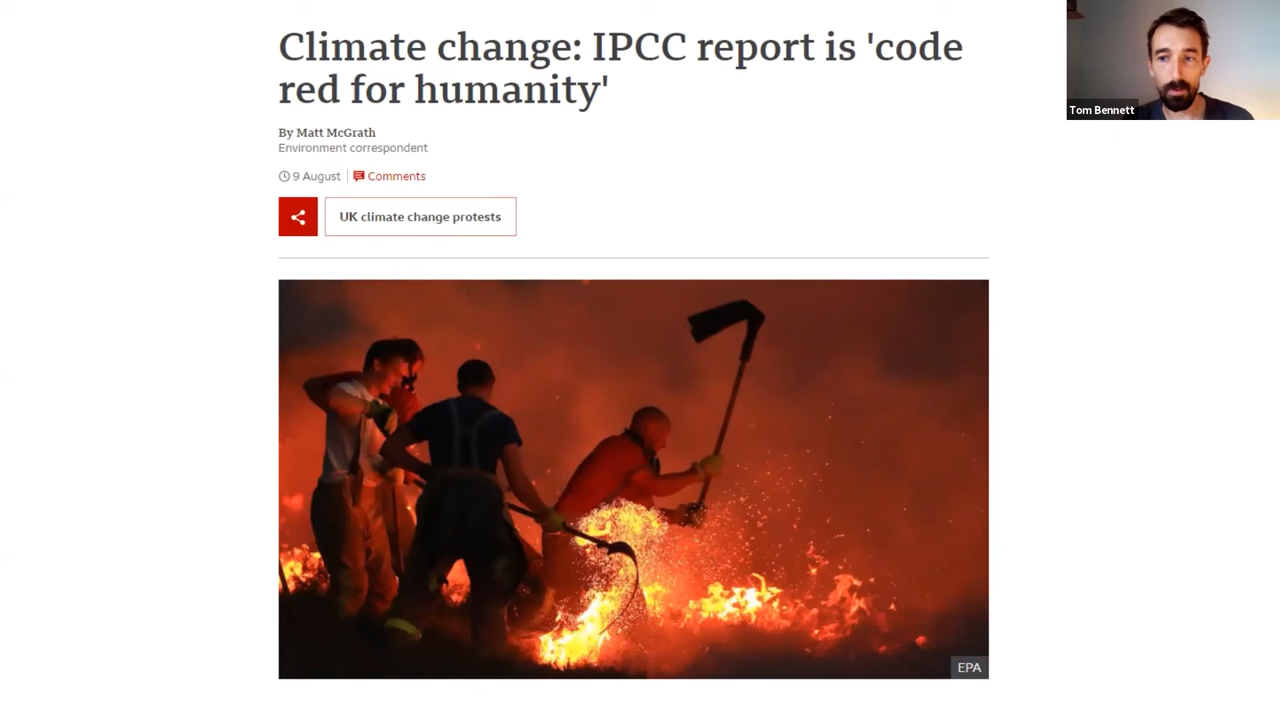 Climate change: IPCC report is 'code
red for humanity'
By Matt McGrath
Environment correspondent
9 August
Comments
UK climate change protests
EPA
Tom Bennett